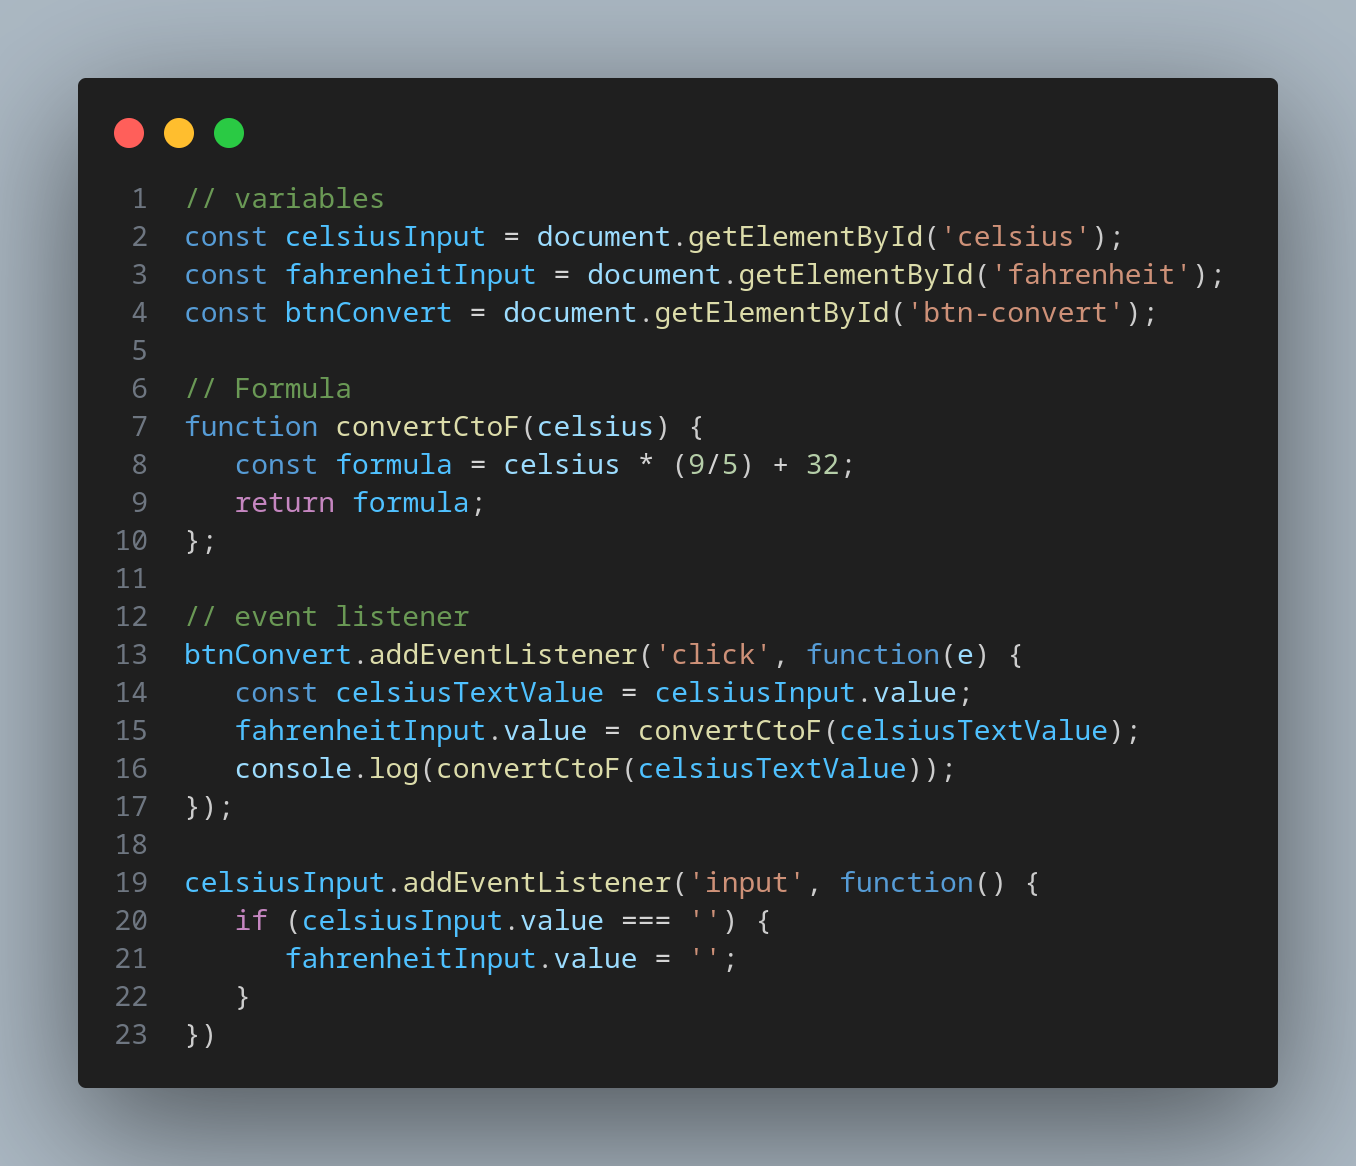 1 // variables
2 const celsiusInput = document.getElementById('celsius');
3 const fahrenheitInput = document.getElementById('fahrenheit');
4 const btnConvert = document.getElementById('btn-convert');
5
6 // Formula
7 function convertCtoF(celsius) {
8    const formula = celsius * (9/5) + 32;
9    return formula;
10 };
11
12 // event listener
13 btnConvert.addEventListener('click', function(e) {
14    const celsiusTextValue = celsiusInput.value;
15    fahrenheitInput.value = convertCtoF(celsiusTextValue);
16    console.log(convertCtoF(celsiusTextValue));
17 });
18
19 celsiusInput.addEventListener('input', function() {
20    if (celsiusInput.value === '') {
21       fahrenheitInput.value = '';
22    }
23 })